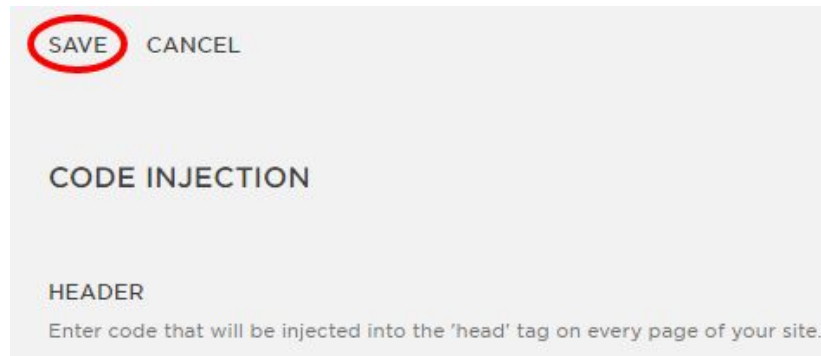 SAVE CANCEL
CODE INJECTION
HEADER
Enter code that will be injected into the 'head' tag on every page of your site.